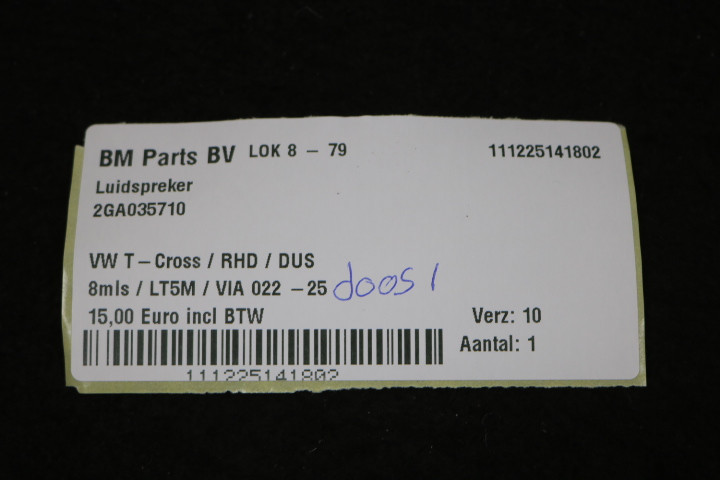 BM Parts BV LOK 8 - 79 111225141802
Luidspreker
2GA035710
VW T-Cross / RHD / DUS
8mls / LT5M / VIA 022 -25 doos 1
15,00 Euro incl BTW Verz: 10
Aantal: 1
111225141802